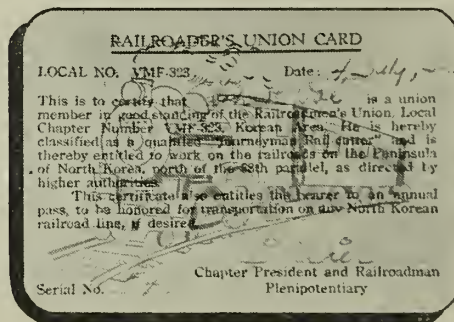 RAILROADER'S UNION CARD
LOCAL NO. VMF-323 Date: 4, July,
This is to certify that is a union
member in good standing of the Railroadmen's Union, Local
Chapter Number VMF-323, Korean Area. He is hereby
classified as a qualified "Journeyman Rail-cutter" and is
thereby entitled to work on the railroads on the Peninsula
of North Korea, north of the 38th parallel, as directed by
higher authorities.
This certificate also entitles the bearer to an annual
pass, to be honored for transportation on any North Korean
railroad line, if desired.
Chapter President and Railroadman
Serial No. Plenipotentiary